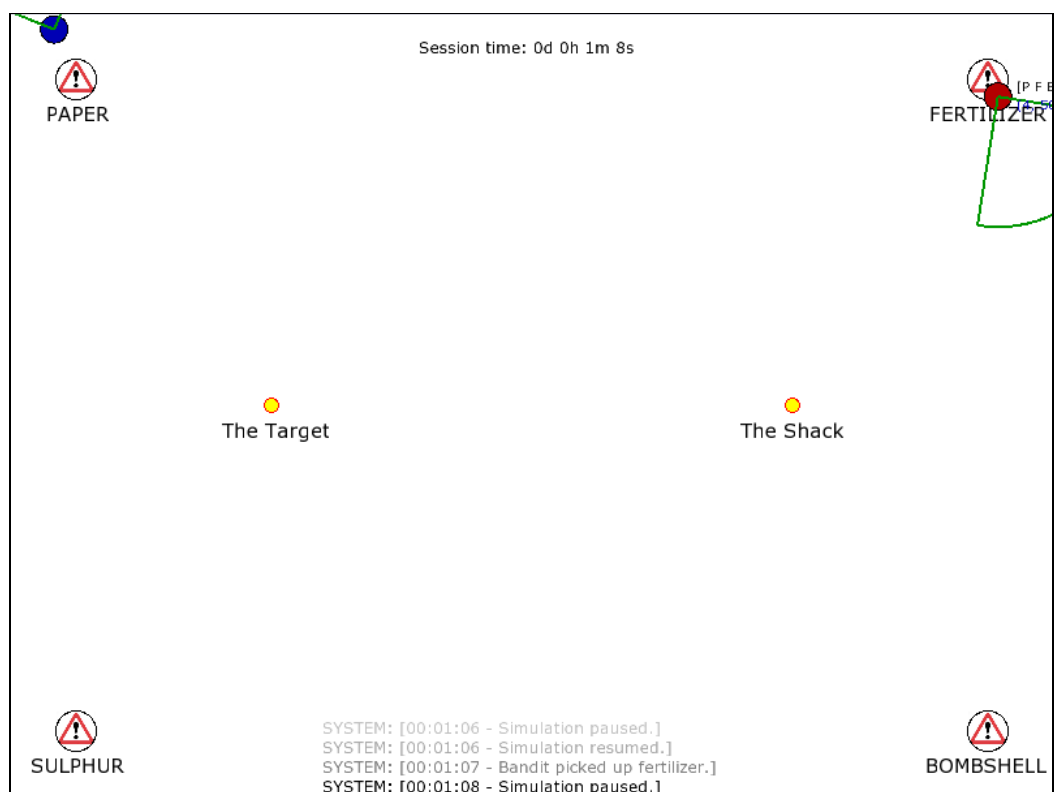 Session time: 0d 0h 1m 8s
PAPER
[P F B
FERTILIZER
The Target
The Shack
SYSTEM: [00:01:06 - Simulation paused.]
SYSTEM: [00:01:06 - Simulation resumed.]
SULPHUR
SYSTEM: [00:01:07 - Bandit picked up fertilizer.]
BOMBSHELL
SYSTEM: [00:01:08 - Simulation paused.]